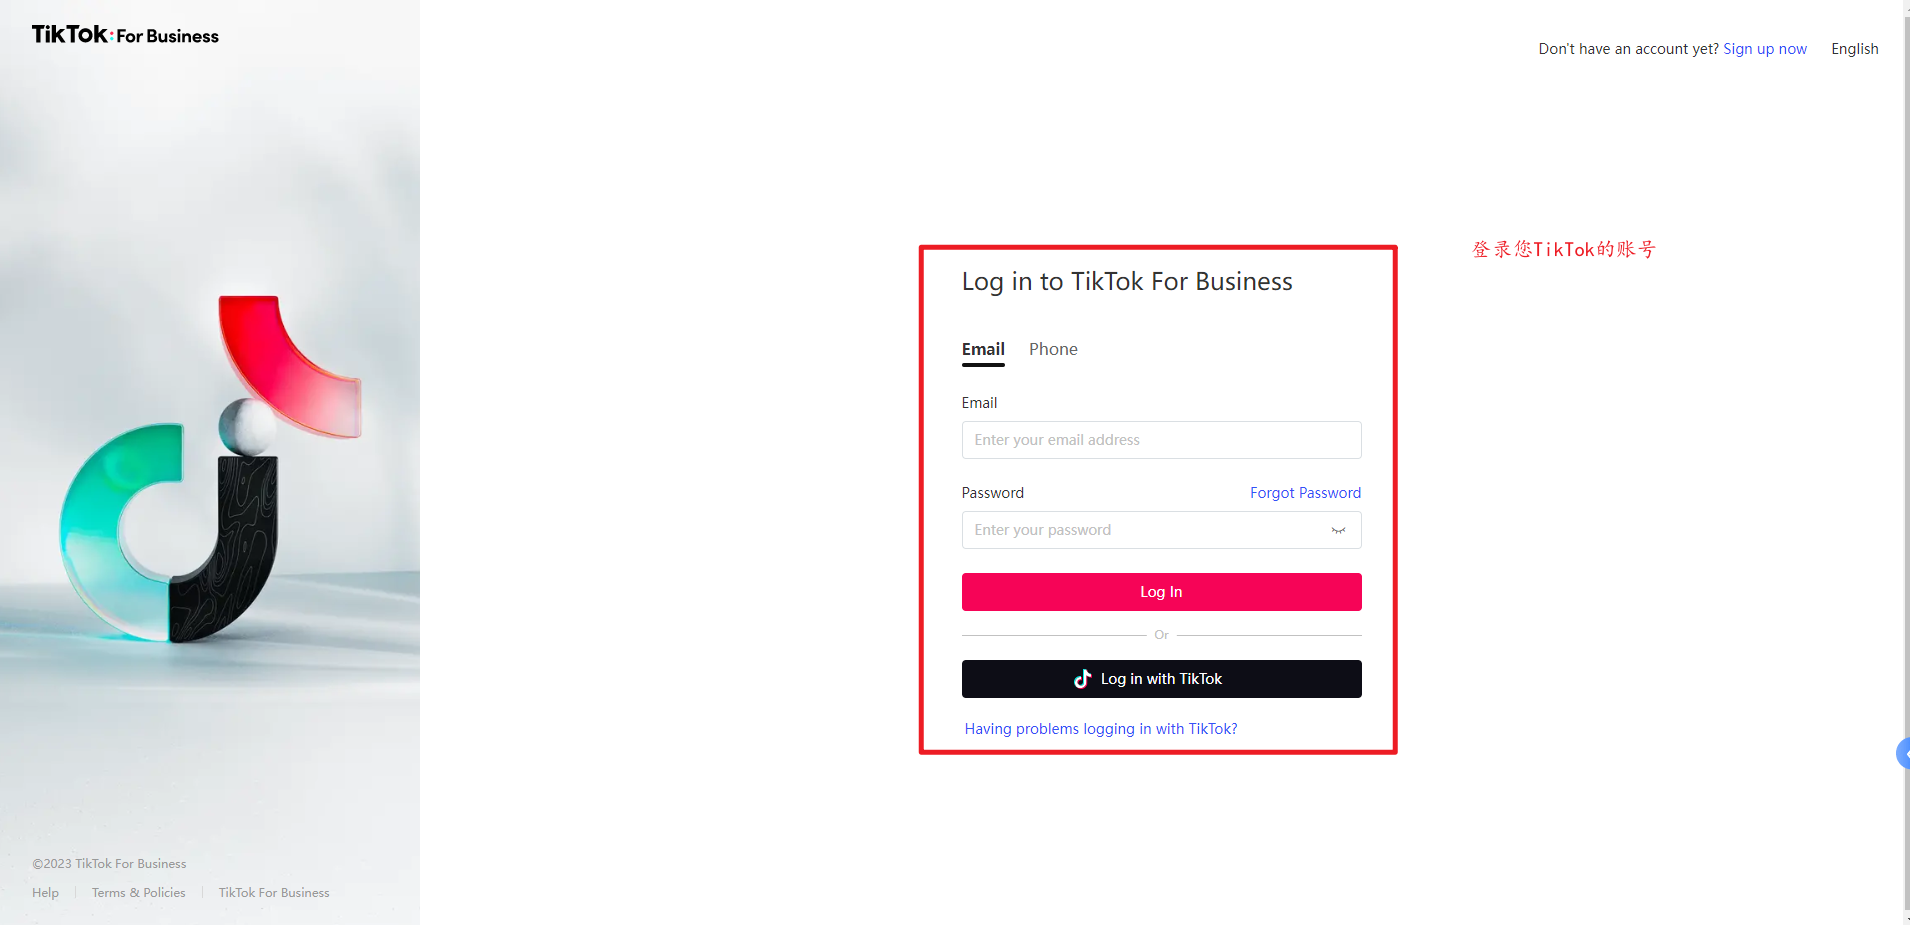 TikTok: For Business
Don't have an account yet? Sign up now English
登录您TikTok的账号
Log in to TikTok For Business
Email Phone
Email
Enter your email address
Password Forgot Password
Enter your password
Log In
Or
Log in with TikTok
Having problems logging in with TikTok?
©2023 TikTok For Business
Help Terms & Policies TikTok For Business